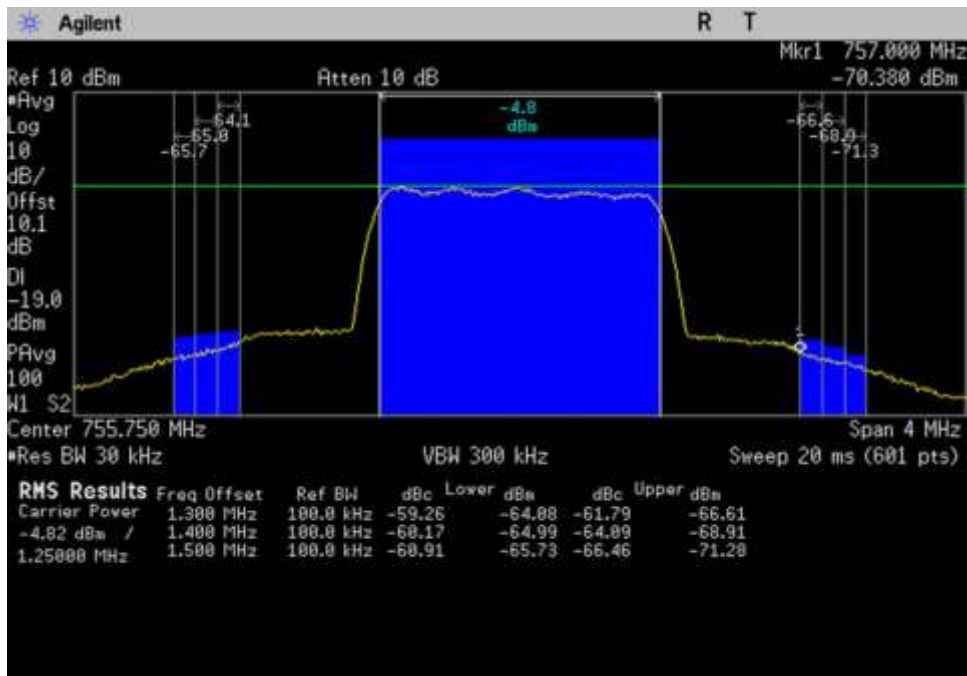 Agilent R T
Mkr1 757.000 MHz
Ref 10 dBm Atten 10 dB -70.380 dBm
#Avg
Log
10
dB/
Offst
10.1
dB
DI
-19.0
dBm
PAvg
100
W1 S2
-4.8
dBm
-64.1
-65.0
-65.7
-66.6
-68.9
-71.3
1
Center 755.750 MHz Span 4 MHz
#Res BW 30 kHz VBW 300 kHz Sweep 20 ms (601 pts)
RMS Results Freq Offset Ref BW dBc Lower dBm dBc Upper dBm
Carrier Power 1.300 MHz 100.0 kHz -59.26 -64.08 -61.79 -66.61
-4.82 dBm / 1.400 MHz 100.0 kHz -60.17 -64.99 -64.09 -68.91
1.25000 MHz 1.500 MHz 100.0 kHz -60.91 -65.73 -66.46 -71.28